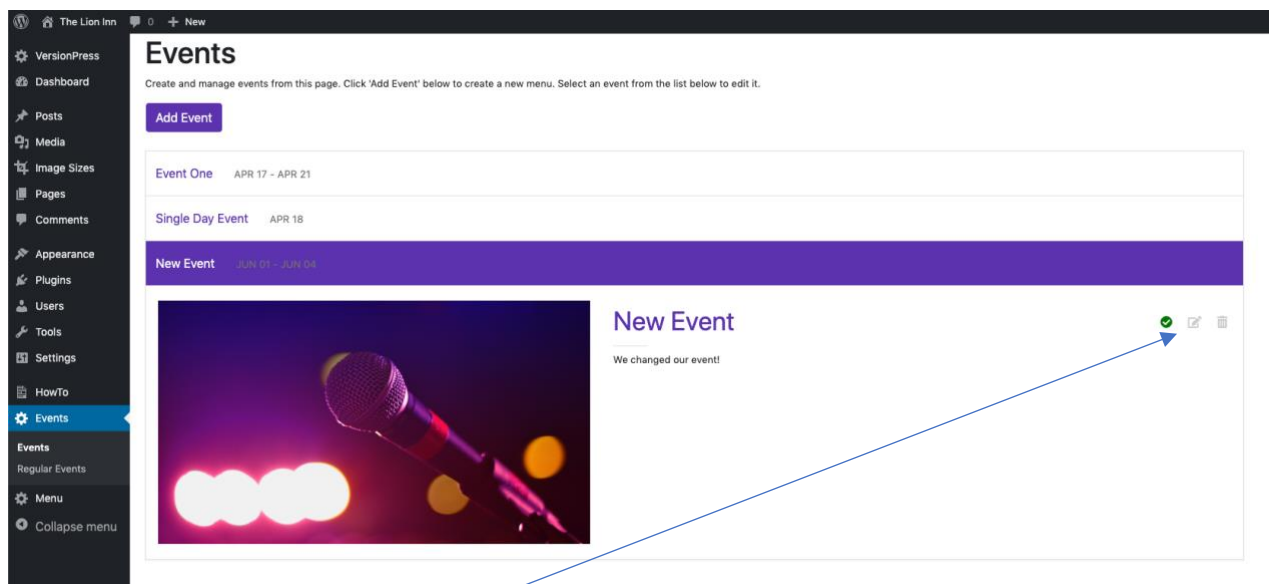 The Lion Inn 0 + New
VersionPress
Dashboard
Posts
Media
Image Sizes
Pages
Comments
Appearance
Plugins
Users
Tools
Settings
HowTo
Events
Events
Regular Events
Menu
Collapse menu
Events
Create and manage events from this page. Click 'Add Event' below to create a new menu. Select an event from the list below to edit it.
Add Event
Event One APR 17 - APR 21
Single Day Event APR 18
New Event JUN 01 - JUN 04
New Event
We changed our event!